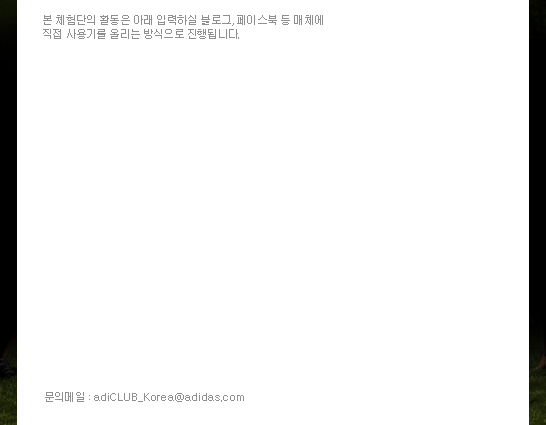 본 체험단의 활동은 아래 입력하실 블로그, 페이스북 등 매체에
직접 사용기를 올리는 방식으로 진행됩니다.
문의메일 : adiCLUB_Korea@adidas.com